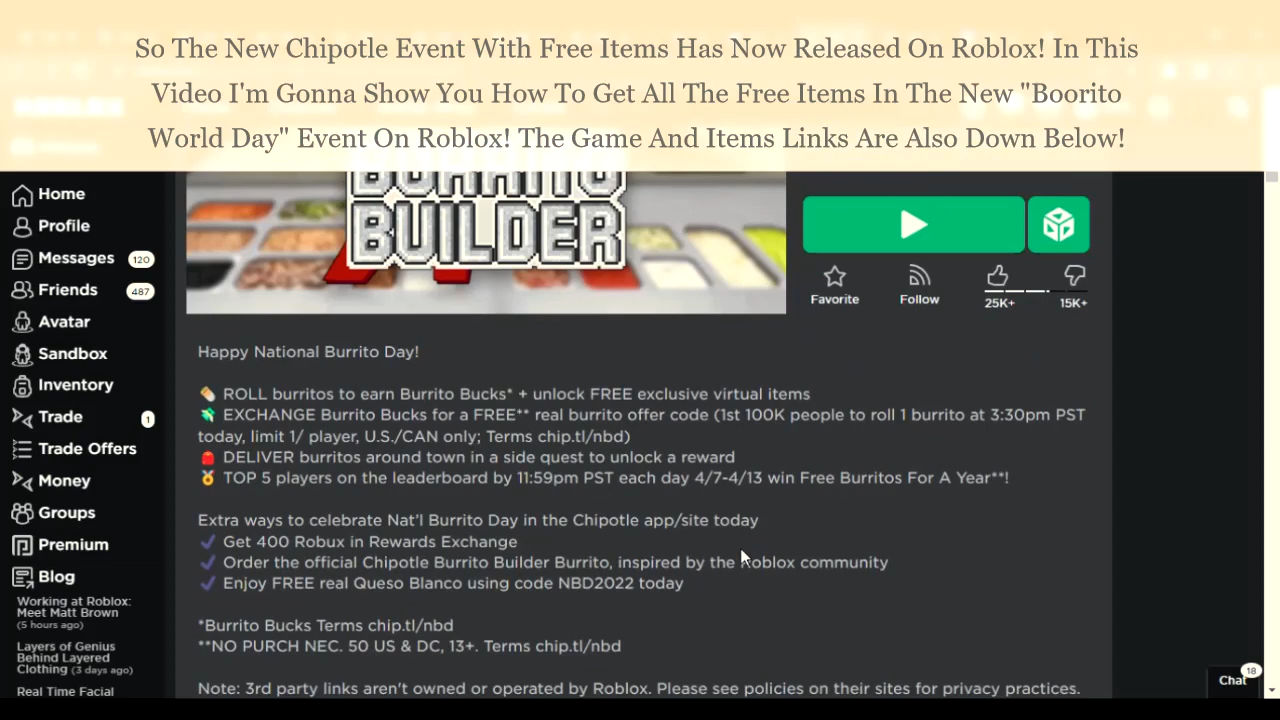 So The New Chipotle Event With Free Items Has Now Released On Roblox! In This
Video I'm Gonna Show You How To Get All The Free Items In The New "Boorito
World Day" Event On Roblox! The Game And Items Links Are Also Down Below!
BURRITO
BUILDER
Home
Profile
Messages 120
Friends 487
Avatar
Sandbox
Inventory
Trade 1
Trade Offers
Money
Groups
Premium
Blog
Working at Roblox:
Meet Matt Brown
(5 hours ago)
Layers of Genius
Behind Layered
Clothing (3 days ago)
Real Time Facial
Favorite
Follow
25K+
15K+
Happy National Burrito Day!
🌯 ROLL burritos to earn Burrito Bucks* + unlock FREE exclusive virtual items
💸 EXCHANGE Burrito Bucks for a FREE** real burrito offer code (1st 100K people to roll 1 burrito at 3:30pm PST
today, limit 1/ player, U.S./CAN only; Terms chip.tl/nbd)
🎒 DELIVER burritos around town in a side quest to unlock a reward
🏅 TOP 5 players on the leaderboard by 11:59pm PST each day 4/7-4/13 win Free Burritos For A Year**!
Extra ways to celebrate Nat'l Burrito Day in the Chipotle app/site today
✔ Get 400 Robux in Rewards Exchange
✔ Order the official Chipotle Burrito Builder Burrito, inspired by the Roblox community
✔ Enjoy FREE real Queso Blanco using code NBD2022 today
*Burrito Bucks Terms chip.tl/nbd
**NO PURCH NEC. 50 US & DC, 13+. Terms chip.tl/nbd
Note: 3rd party links aren't owned or operated by Roblox. Please see policies on their sites for privacy practices.
Chat 18